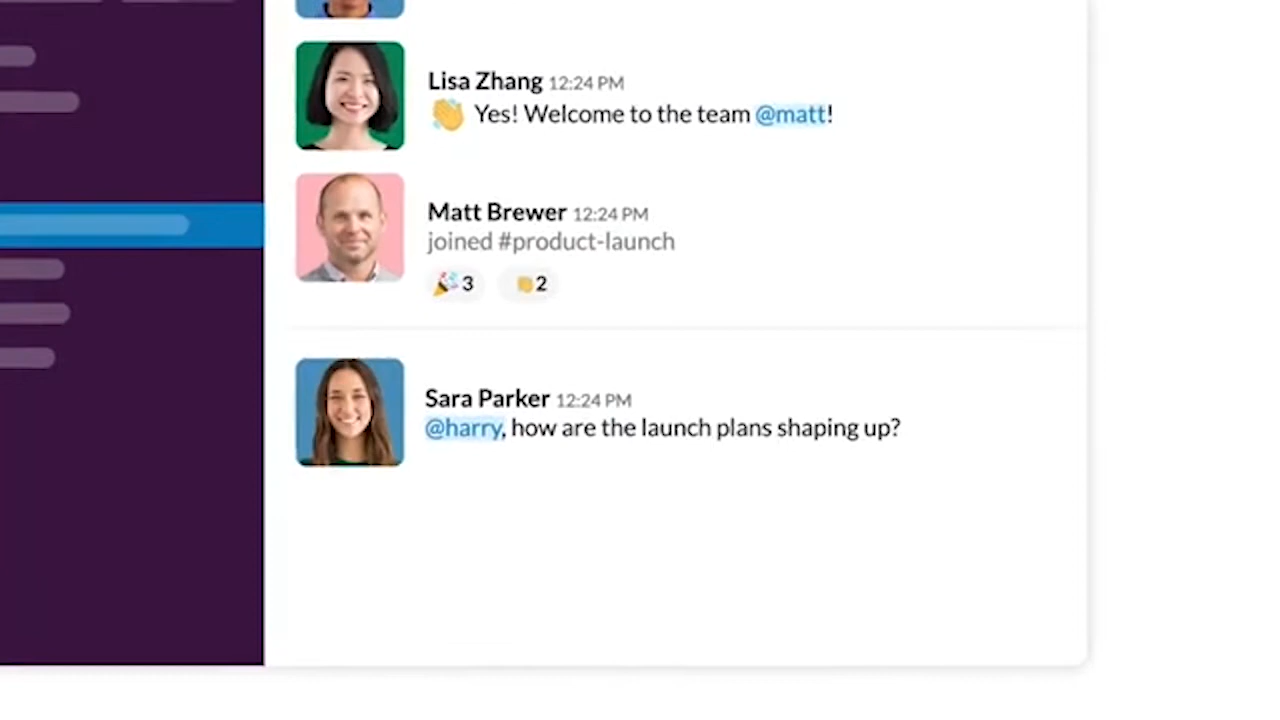 Lisa Zhang 12:24 PM
Yes! Welcome to the team @matt!
Matt Brewer 12:24 PM
joined #product-launch
3 2
Sara Parker 12:24 PM
@harry, how are the launch plans shaping up?